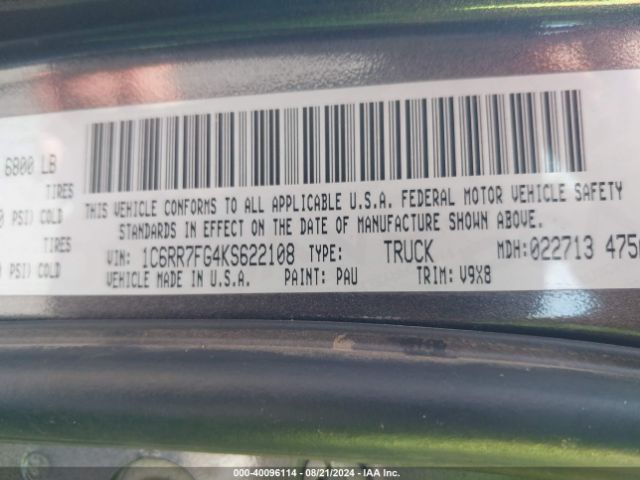 6800 LB
TIRES
PSI) COLD
TIRES
PSI) COLD
THIS VEHICLE CONFORMS TO ALL APPLICABLE U.S.A. FEDERAL MOTOR VEHICLE SAFETY
STANDARDS IN EFFECT ON THE DATE OF MANUFACTURE SHOWN ABOVE.
VIN: 1C6RR7FG4KS622108 TYPE: TRUCK MDH:022713 475
VEHICLE MADE IN U.S.A. PAINT: PAU TRIM: V9X8
000-40096114 - 08/21/2024 - IAA Inc.